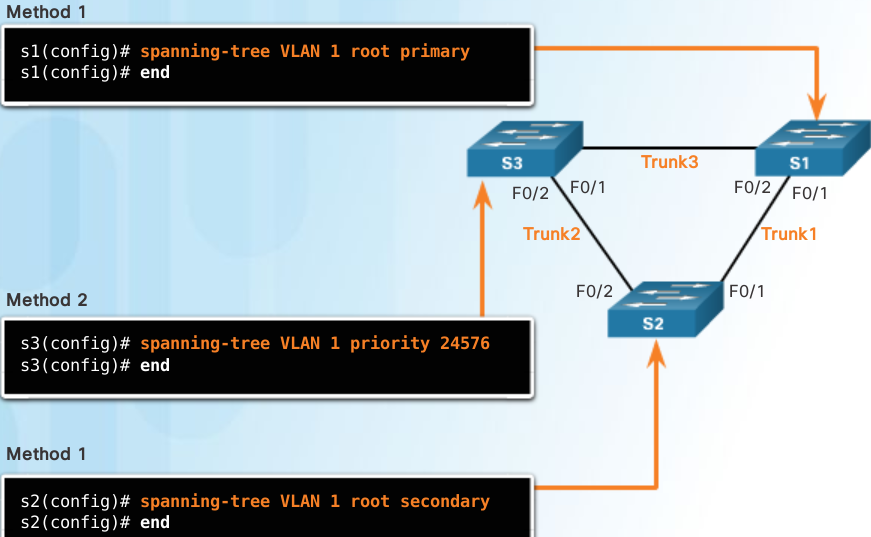 Method 1
s1(config)# spanning-tree VLAN 1 root primary
s1(config)# end
S3
S1
Trunk3
F0/2
F0/1
F0/2
F0/1
Trunk2
Trunk1
Method 2
F0/2
F0/1
S2
s3(config)# spanning-tree VLAN 1 priority 24576
s3(config)# end
Method 1
s2(config)# spanning-tree VLAN 1 root secondary
s2(config)# end